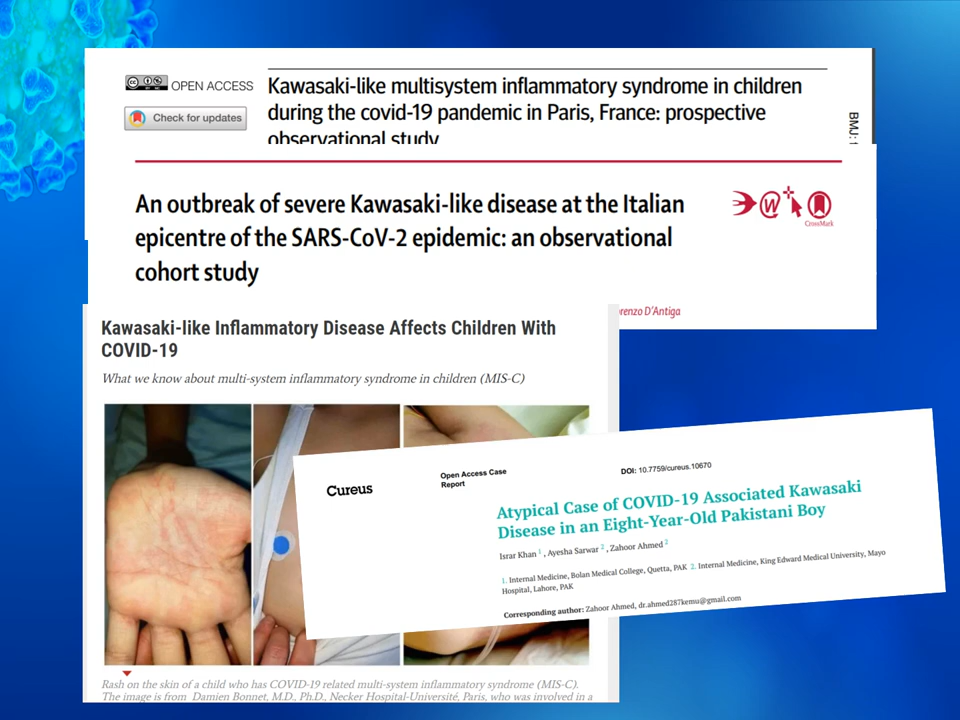 OPEN ACCESS
Check for updates
Kawasaki-like multisystem inflammatory syndrome in children
during the covid-19 pandemic in Paris, France: prospective
observational study
BMJ:
An outbreak of severe Kawasaki-like disease at the Italian
epicentre of the SARS-CoV-2 epidemic: an observational
cohort study
CrossMark
renzo D'Antiga
Kawasaki-like Inflammatory Disease Affects Children With
COVID-19
What we know about multi-system inflammatory syndrome in children (MIS-C)
Cureus
Open Access Case
Report
DOI: 10.7759/cureus.10670
Atypical Case of COVID-19 Associated Kawasaki
Disease in an Eight-Year-Old Pakistani Boy
Israr Khan 1 , Ayesha Sarwar 2 , Zahoor Ahmed 2
1. Internal Medicine, Bolan Medical College, Quetta, PAK 2. Internal Medicine, King Edward Medical University, Mayo
Hospital, Lahore, PAK
Corresponding author: Zahoor Ahmed, dr.ahmed287kemu@gmail.com
Rash on the skin of a child who has COVID-19 related multi-system inflammatory syndrome (MIS-C).
The image is from Damien Bonnet, M.D., Ph.D., Necker Hospital-Université, Paris, who was involved in a